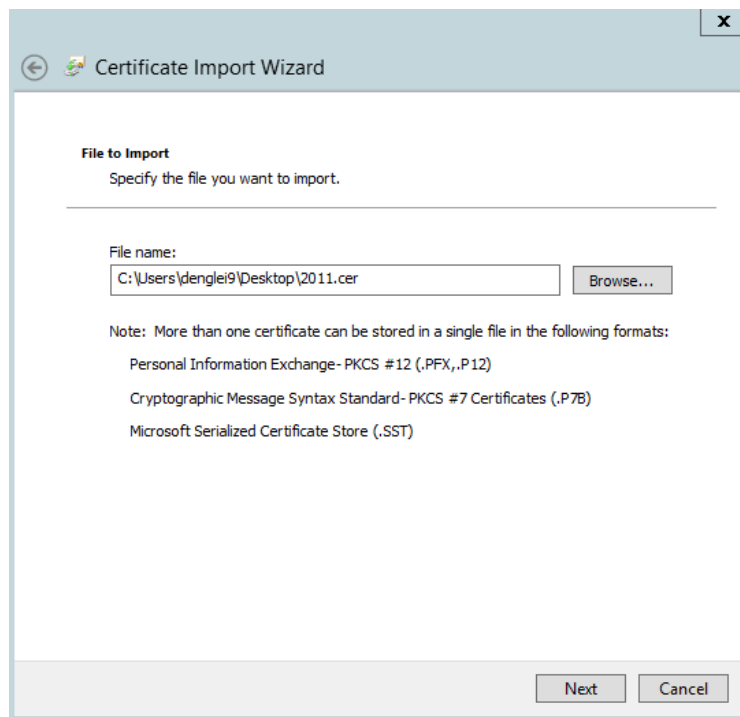 x
Certificate Import Wizard
File to Import
Specify the file you want to import.
File name:
C:\Users\denglei9\Desktop\2011.cer
Browse...
Note: More than one certificate can be stored in a single file in the following formats:
Personal Information Exchange- PKCS #12 (.PFX,.P12)
Cryptographic Message Syntax Standard- PKCS #7 Certificates (.P7B)
Microsoft Serialized Certificate Store (.SST)
Next Cancel